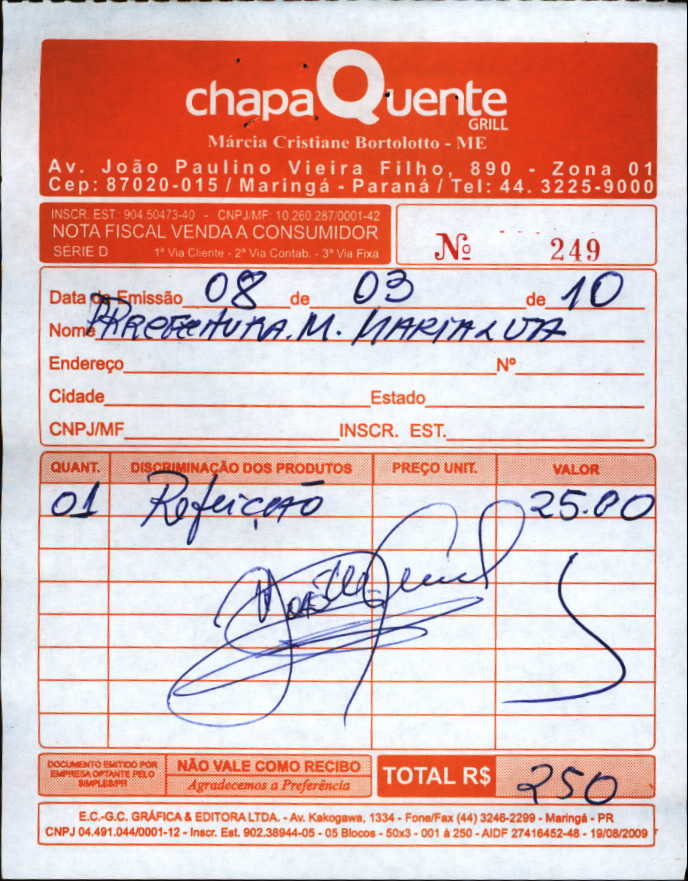 chapaQuente
GRILL
Márcia Cristiane Bortolotto - ME
Av. João Paulino Vieira Filho, 890 - Zona 01
Cep: 87020-015 / Maringá - Paraná / Tel: 44. 3225-9000
INSCR. EST.: 904.50473-40 - CNPJ/MF: 10.260.287/0001-42
NOTA FISCAL VENDA A CONSUMIDOR
SÉRIE D 1ª Via Cliente - 2ª Via Contab. - 3ª Via Fixa
Nº 249
Data da Emissão 08 de 03 de 10
Nome PREFEITURA. M. MARIALVA
Endereço Nº
Cidade Estado
CNPJ/MF INSCR. EST.
QUANT. DISCRIMINAÇÃO DOS PRODUTOS PREÇO UNIT. VALOR
01 Refeição 25.00
DOCUMENTO EMITIDO POR
EMPRESA OPTANTE PELO
SIMPLES/PR
NÃO VALE COMO RECIBO
Agradecemos a Preferência
TOTAL R$ 250
E.C.-G.C. GRÁFICA & EDITORA LTDA. - Av. Kakogawa, 1334 - Fone/Fax (44) 3246-2299 - Maringá - PR
CNPJ 04.491.044/0001-12 - Inscr. Est. 902.38944-05 - 05 Blocos - 50x3 - 001 à 250 - AIDF 27416452-48 - 19/08/2009